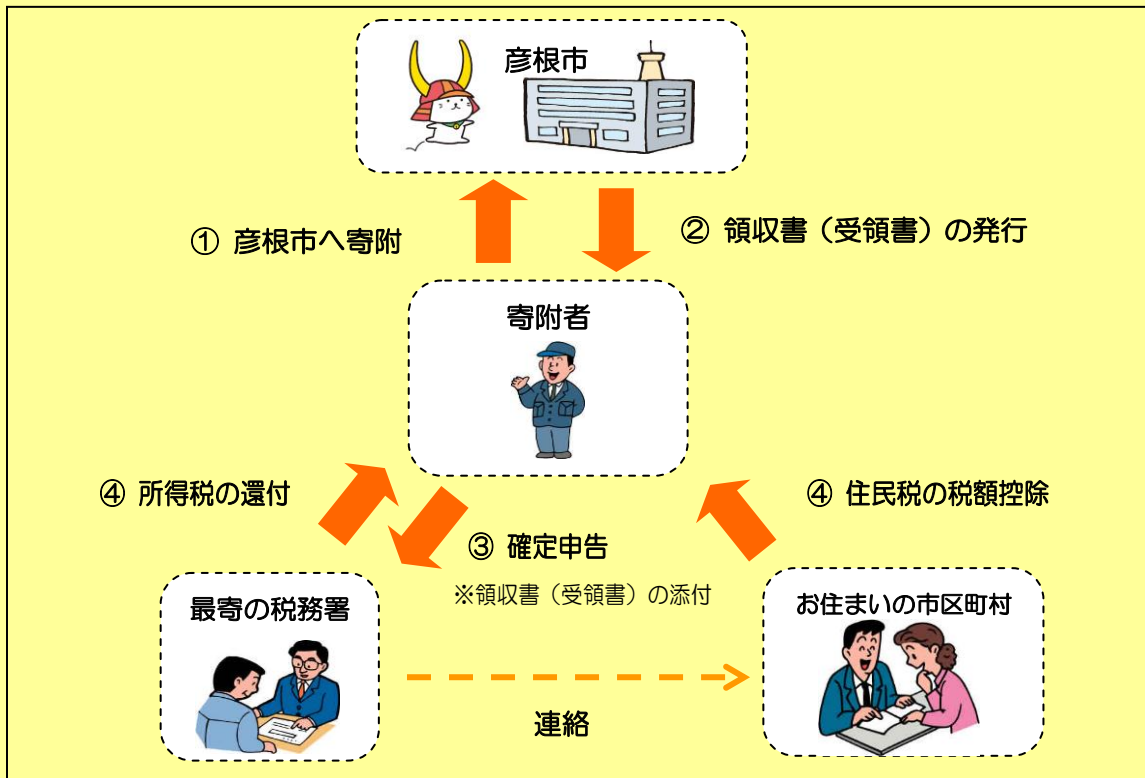 彦根市
① 彦根市へ寄附
② 領収書（受領書）の発行
寄附者
④ 所得税の還付
④ 住民税の税額控除
③ 確定申告
※領収書（受領書）の添付
最寄の税務署
お住まいの市区町村
連絡